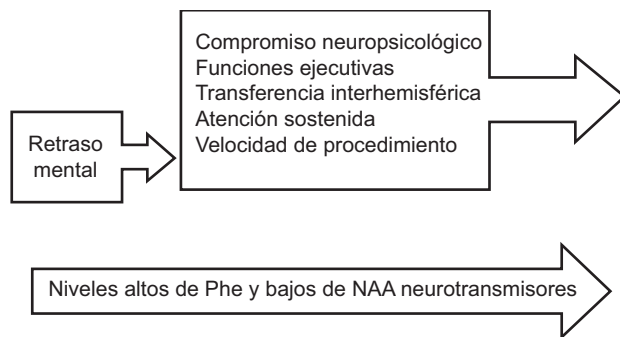 Compromiso neuropsicológico
Funciones ejecutivas
Transferencia interhemisférica
Atención sostenida
Velocidad de procedimiento
Retraso
mental
Niveles altos de Phe y bajos de NAA neurotransmisores